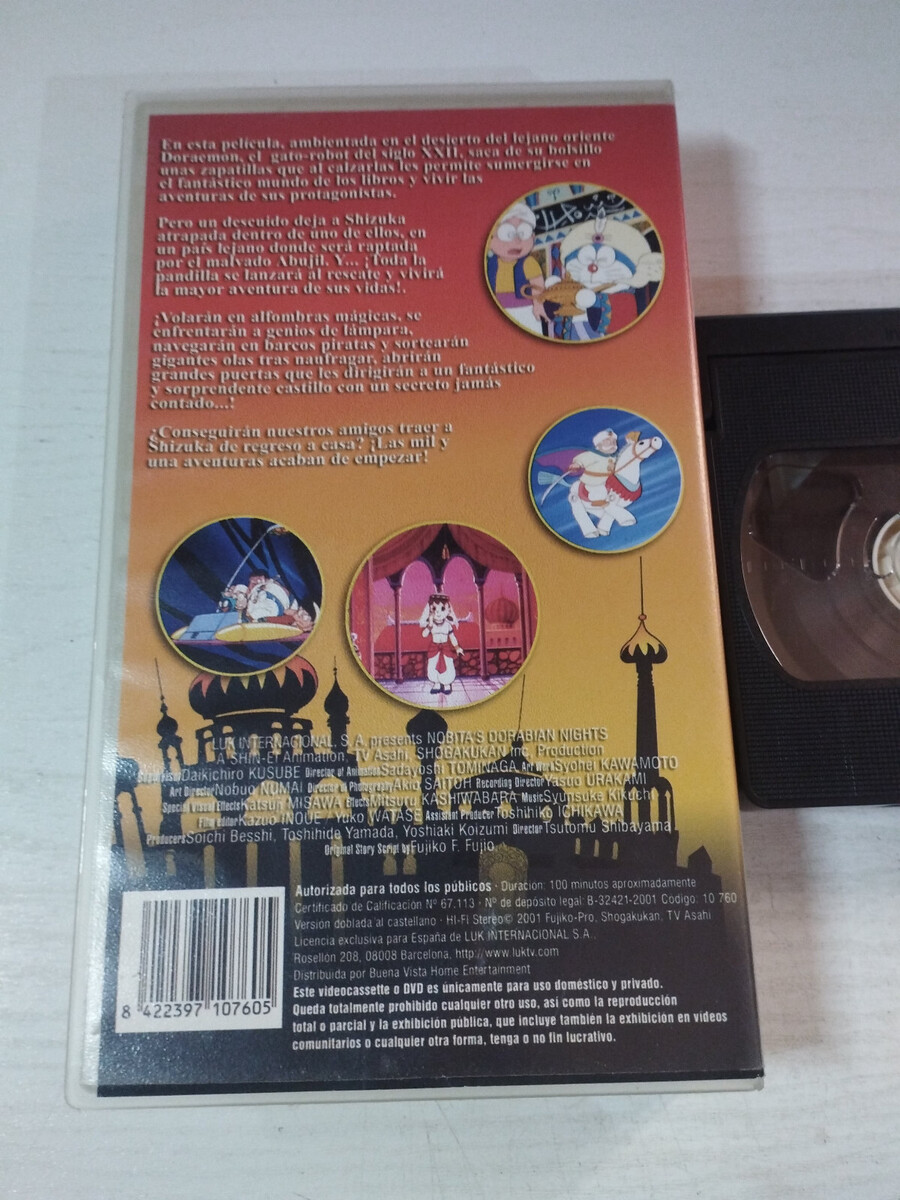 En esta película, ambientada en el desierto del lejano oriente
Doraemon, el gato-robot del siglo XXII, saca de su bolsillo
unas zapatillas que al calzarlas les permite sumergirse en
el fantástico mundo de los libros y vivir las
aventuras de sus protagonistas.
Pero un descuido deja a Shizuka
atrapada dentro de uno de ellos, en
un país lejano donde será raptada
por el malvado Abujil. Y... ¡Toda la
pandilla se lanzará al rescate y vivirá
la mayor aventura de sus vidas!.
¡Volarán en alfombras mágicas, se
enfrentarán a genios de lámpara,
navegarán en barcos piratas y sortearán
gigantes olas tras naufragar, abrirán
grandes puertas que les dirigirán a un fantástico
y sorprendente castillo con un secreto jamás
contado...!
¿Conseguirán nuestros amigos traer a
Shizuka de regreso a casa? ¡Las mil y
una aventuras acaban de empezar!
LUK INTERNACIONAL, S.A. presents NOBITA'S DORABIAN NIGHTS
A SHIN-EI Animation, TV Asahi, SHOGAKUKAN Inc. Production
Supervisor Daikichiro KUSUBE Director of Animation Sadayoshi TOMINAGA Art Work Syohei KAWAMOTO
Art Director Nobuo NUMAI Director of Photography Akio SAITOH Recording Director Yasuo URAKAMI
Special Visual Effects Katsuji MISAWA Effects Mitsuru KASHIWABARA Music Syunsuke Kikuchi
Film editor Kazuo INOUE - Yuko WATASE Assistant Producer Toshihiko ICHIKAWA
Producers Soichi Besshi, Toshihide Yamada, Yoshiaki Koizumi Director Tsutomu Shibayama
Original Story Script by Fujiko F. Fujio
Autorizada para todos los públicos · Duración: 100 minutos aproximadamente
Certificado de Calificación Nº 67.113 · Nº de depósito legal: B-32421-2001 Codigo: 10 760
Versión doblada al castellano · HI-FI Stereo © 2001 Fujiko-Pro, Shogakukan, TV Asahi
Licencia exclusiva para España de LUK INTERNACIONAL S.A.,
Rosellón 208, 08008 Barcelona, http://www.luktv.com
Distribuida por Buena Vista Home Entertainment
Este videocassette o DVD es únicamente para uso doméstico y privado.
Queda totalmente prohibido cualquier otro uso, así como la reproducción
total o parcial y la exhibición pública, que incluye también la exhibición en vídeos
comunitarios o cualquier otra forma, tenga o no fin lucrativo.
8 422397 107605